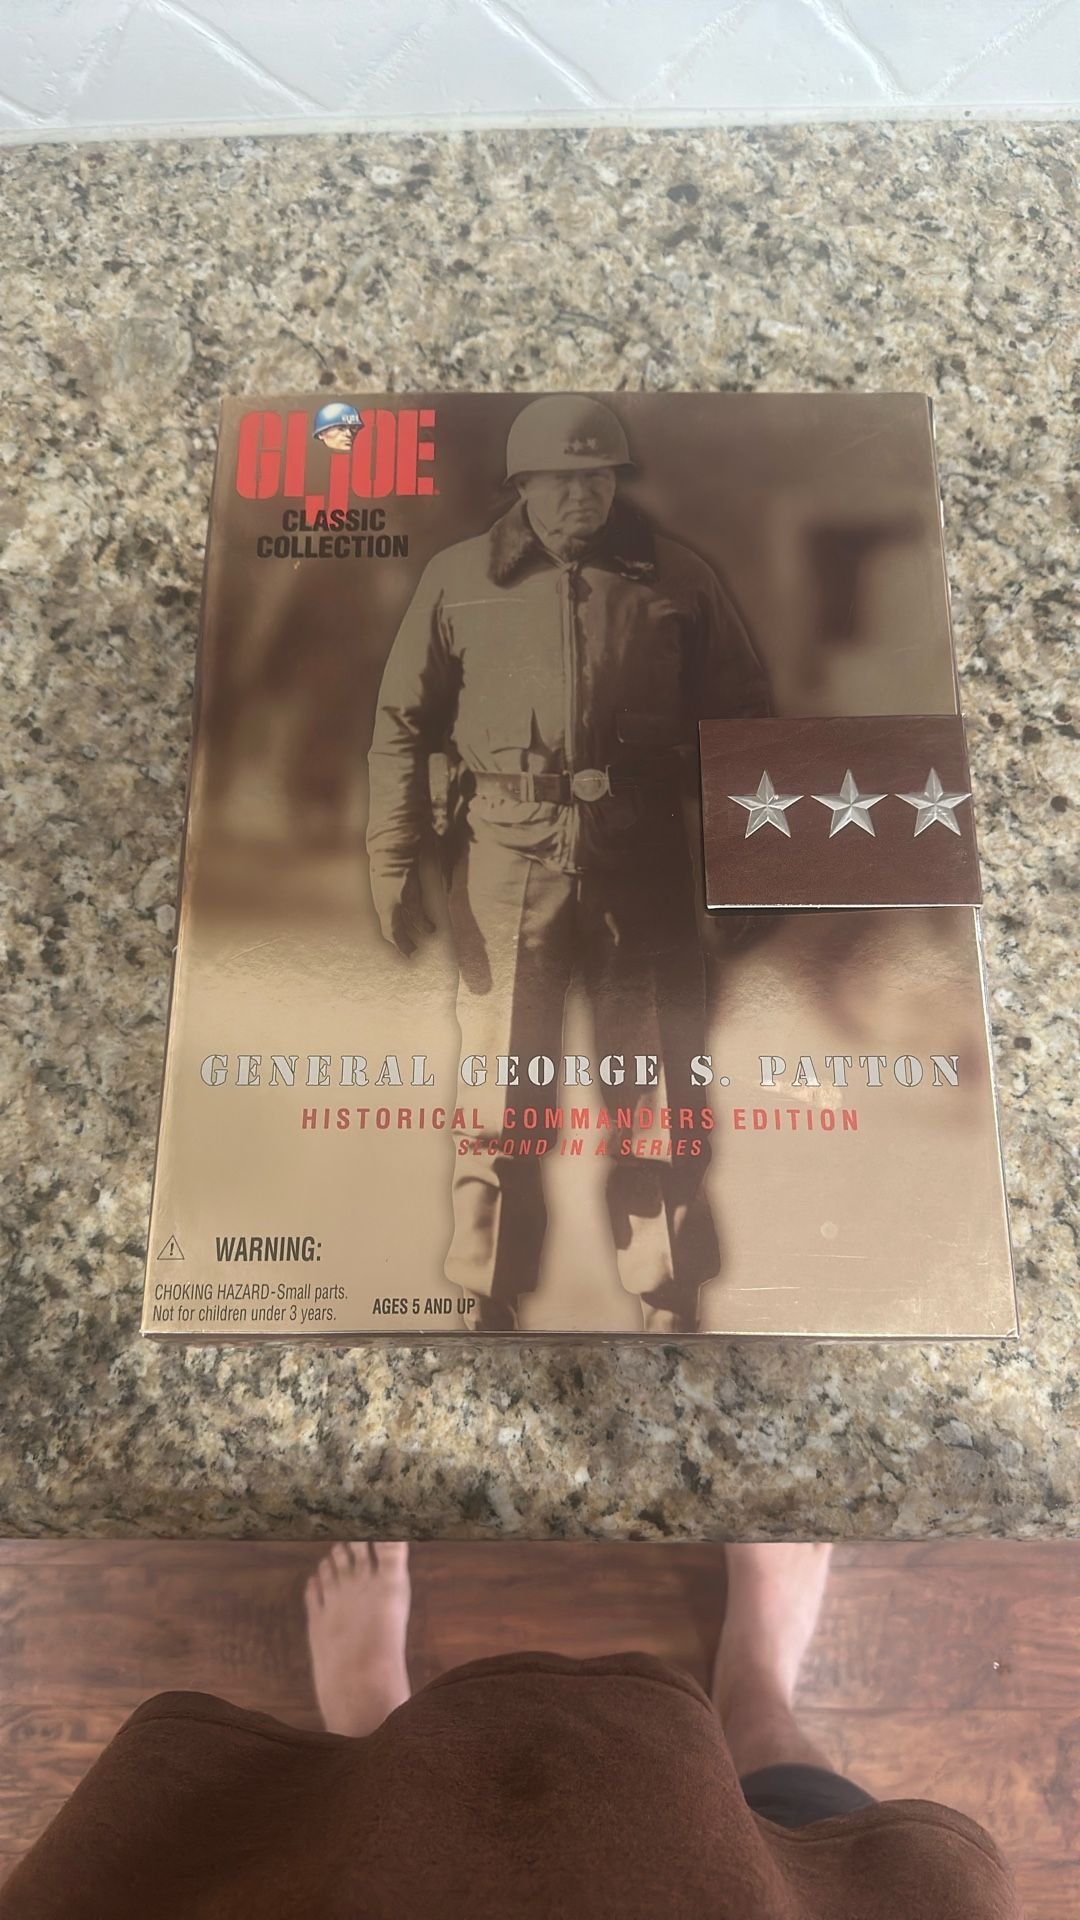 GI JOE
CLASSIC
COLLECTION
GENERAL GEORGE S. PATTON
HISTORICAL COMMANDERS EDITION
SECOND IN A SERIES
WARNING:
CHOKING HAZARD-Small parts.
Not for children under 3 years.
AGES 5 AND UP